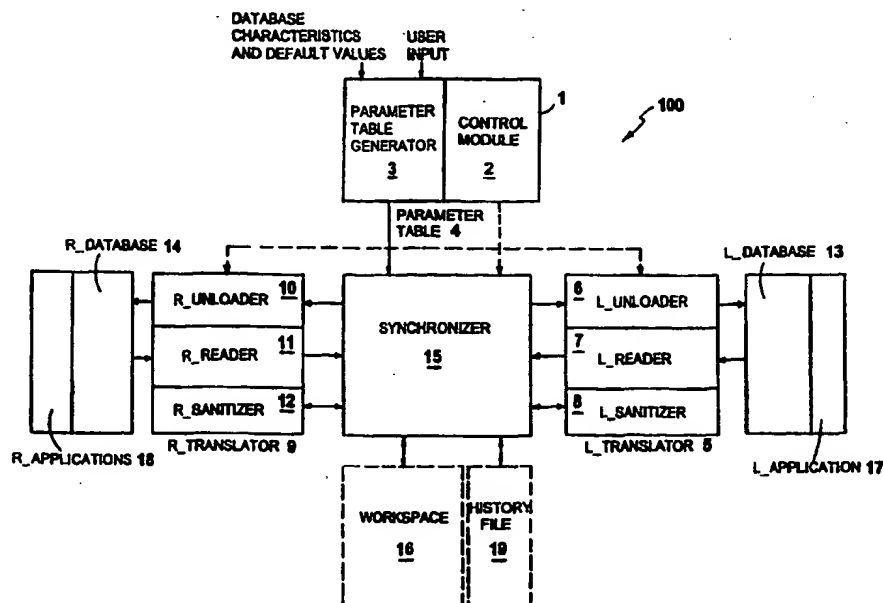 DATABASE
CHARACTERISTICS
AND DEFAULT VALUES
USER
INPUT
1
100
PARAMETER
TABLE
GENERATOR
3
CONTROL
MODULE
2
PARAMETER
TABLE 4
R_DATABASE 14
L_DATABASE 13
R_UNLOADER 10
R_READER 11
R_SANITIZER 12
R_TRANSLATOR 9
SYNCHRONIZER
15
6 L_UNLOADER
7 L_READER
8 L_SANITIZER
L_TRANSLATOR 5
R_APPLICATIONS 18
L_APPLICATION 17
WORKSPACE
16
HISTORY
FILE
19